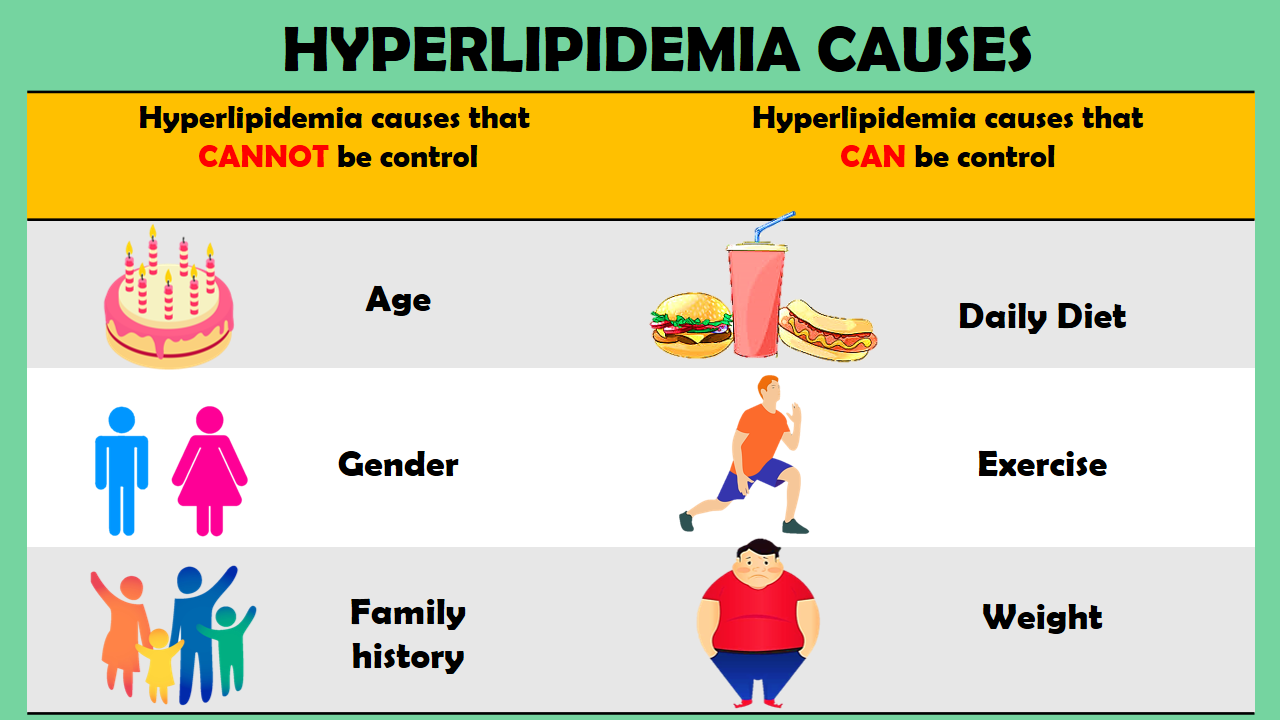 HYPERLIPIDEMIA CAUSES
Hyperlipidemia causes that
CANNOT be control
Hyperlipidemia causes that
CAN be control
Age
Daily Diet
Gender
Exercise
Family
history
Weight